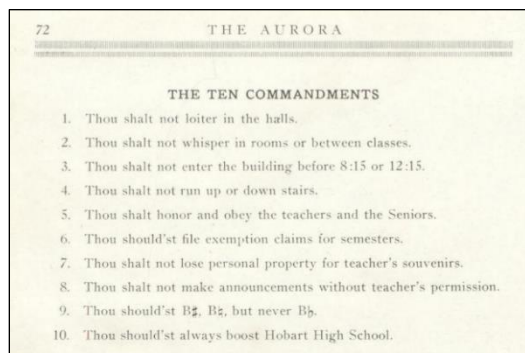 72 THE AURORA
THE TEN COMMANDMENTS
1. Thou shalt not loiter in the halls.
2. Thou shalt not whisper in rooms or between classes.
3. Thou shalt not enter the building before 8:15 or 12:15.
4. Thou shalt not run up or down stairs.
5. Thou shalt honor and obey the teachers and the Seniors.
6. Thou should'st file exemption claims for semesters.
7. Thou shalt not lose personal property for teacher's souvenirs.
8. Thou shalt not make announcements without teacher's permission.
9. Thou should'st B♯, B♮, but never B♭.
10. Thou should'st always boost Hobart High School.